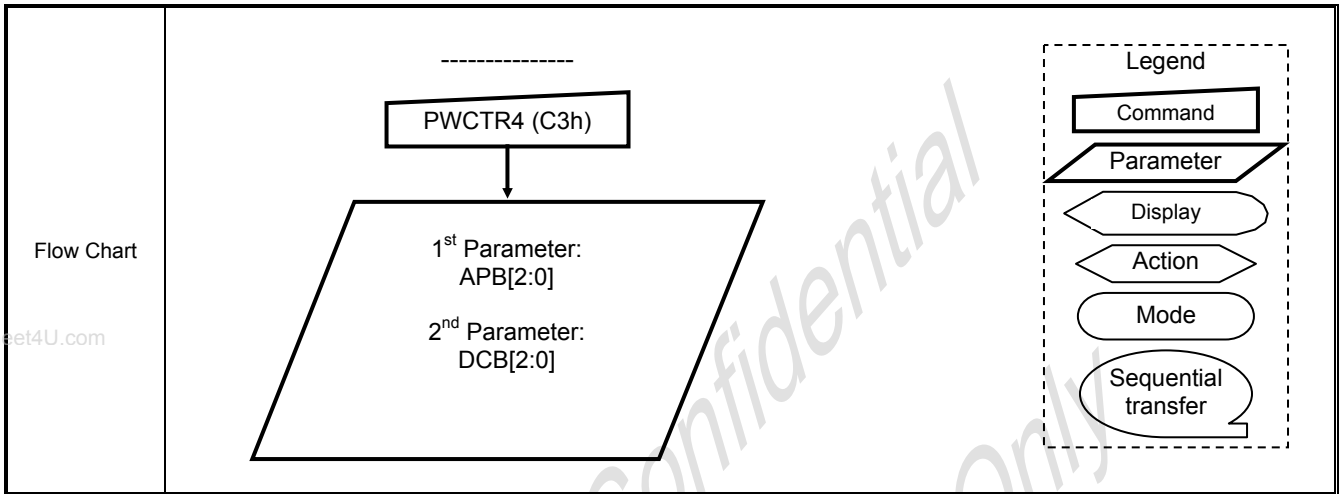 Flow Chart
---------------
PWCTR4 (C3h)
1st Parameter:
APB[2:0]
2nd Parameter:
DCB[2:0]
Legend
Command
Parameter
Display
Action
Mode
Sequential
transfer
eet4U.com
Confidential
Only